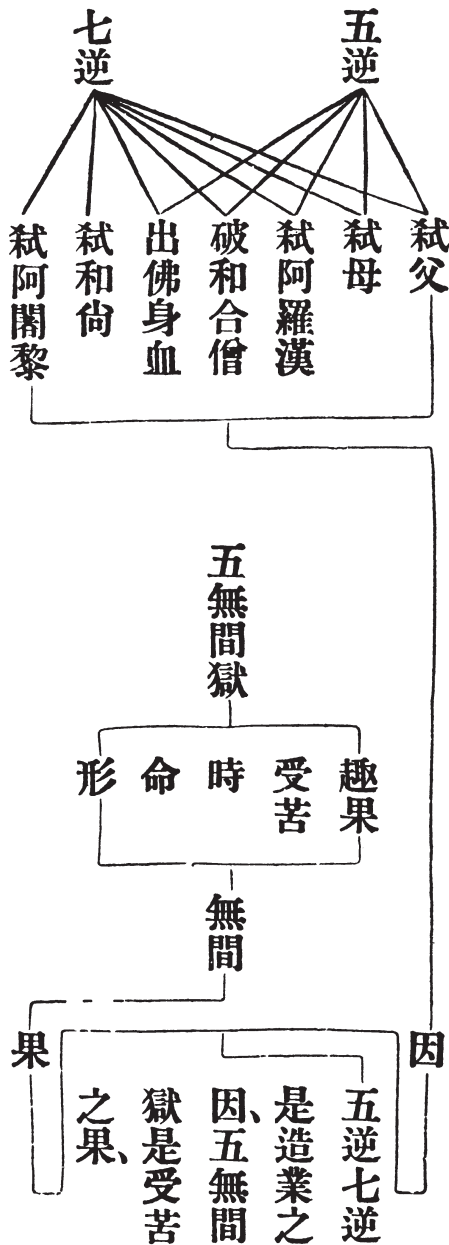 五逆
七逆
弒父
弒母
弒阿羅漢
破和合僧
出佛身血
弒和尙
弒阿闍黎
五無間獄
趣果
受苦
時
命
形
無間
因
果
五逆七逆
是造業之
因、五無間
獄是受苦
之果、